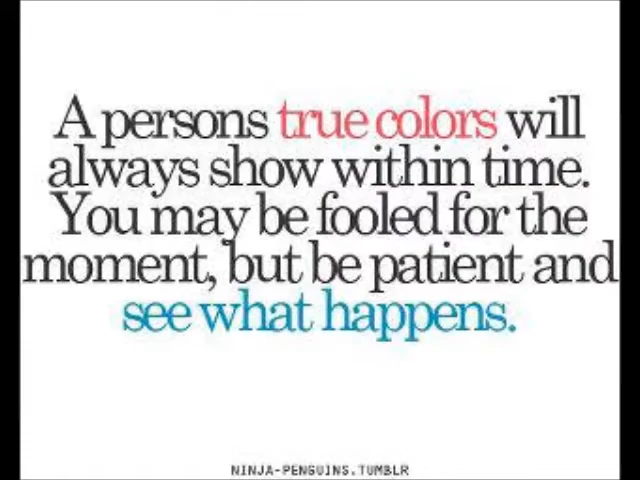 A persons true colors will
always show within time.
You may be fooled for the
moment, but be patient and
see what happens.
NINJA-PENGUINS.TUMBLR